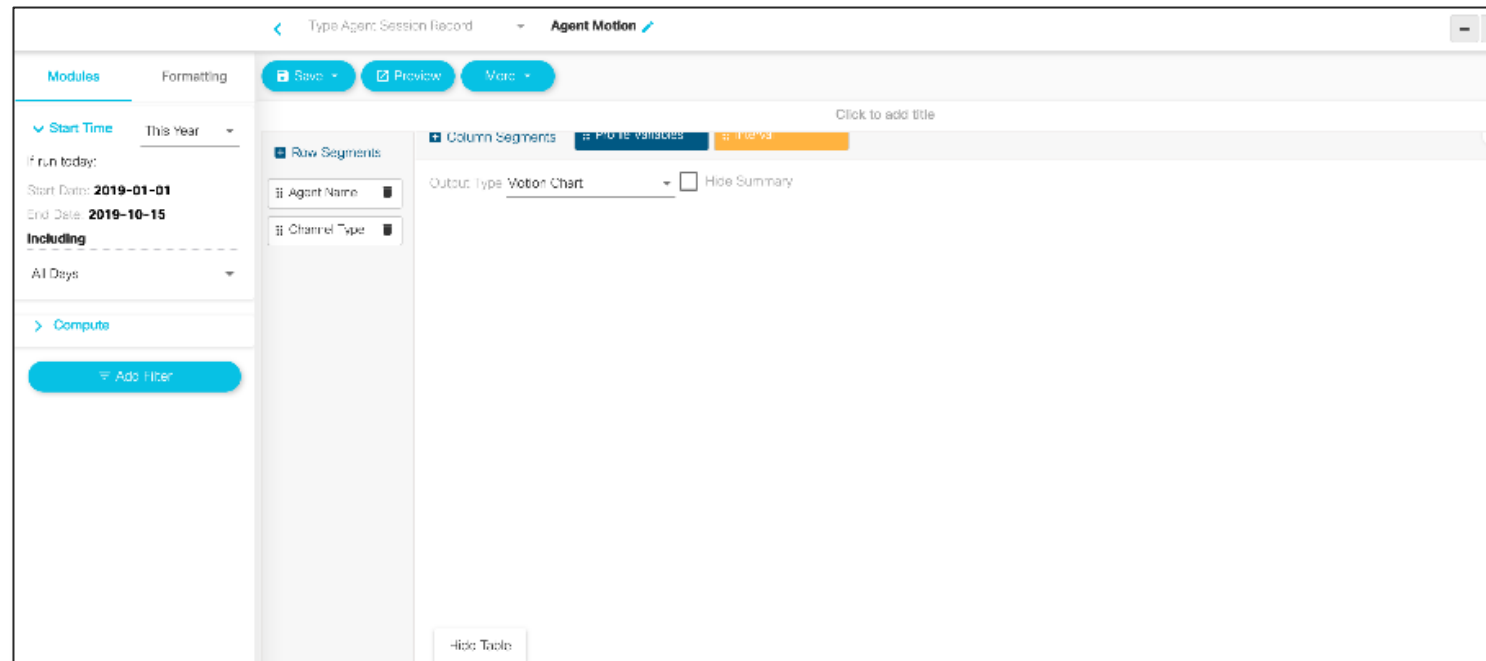 Type Agent Session Record
Agent Motion
Modules
Formatting
Save
Preview
More
Click to add title
Start Time
This Year
If run today:
Start Date: 2019-01-01
End Date: 2019-10-15
Including
All Days
Compute
Add Filter
Row Segments
Agent Name
Channel Type
Column Segments
Profile Variables
Interval
Output Type Motion Chart
Hide Summary
Hide Table